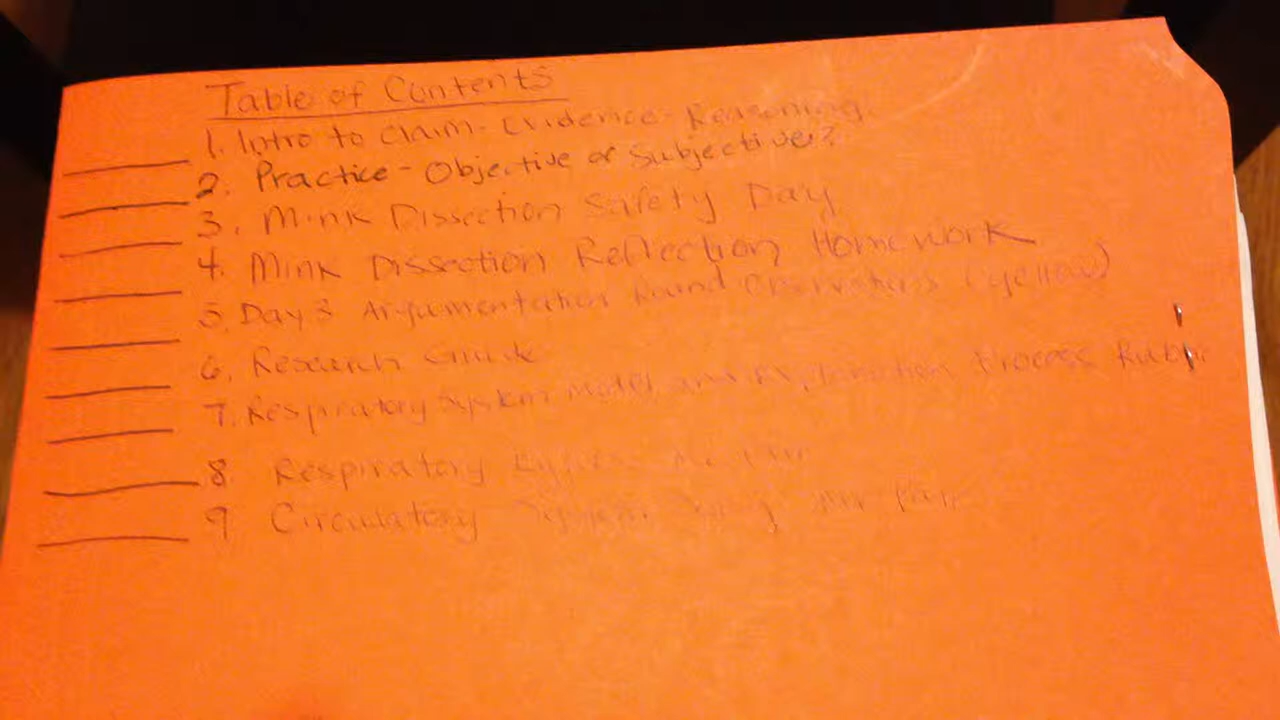 Table of Contents
1. Intro to Claim-Evidence-Reasoning
2. Practice - Objective or Subjective?
3. Mink Dissection Safety Day
4. Mink Dissection Reflection Homework
5. Day 3 Argumentation Round Observations (yellow)
6. Research Guide
7. Respiratory System Model and Explanation Process Rubric
8. Respiratory
9 Circulatory System